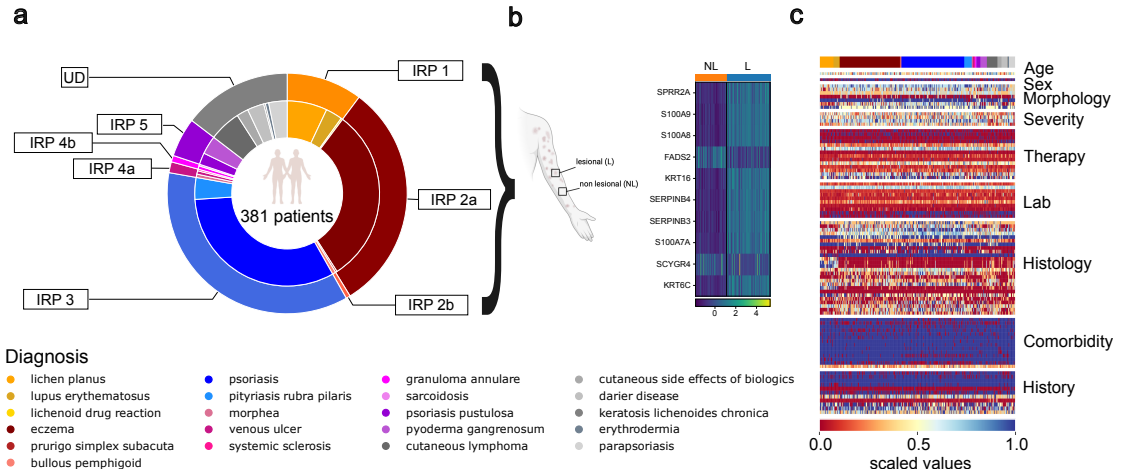 a
UD
IRP 1
IRP 5
IRP 4b
IRP 4a
IRP 2a
IRP 3
IRP 2b
381 patients
b
lesional (L)
non lesional (NL)
NL
L
SPRR2A
S100A9
S100A8
FADS2
KRT16
SERPINB4
SERPINB3
S100A7A
SCYGR4
KRT6C
0 2 4
c
Age
Sex
Morphology
Severity
Therapy
Lab
Histology
Comorbidity
History
0.0 0.5 1.0
scaled values
Diagnosis
lichen planus
lupus erythematosus
lichenoid drug reaction
eczema
prurigo simplex subacuta
bullous pemphigoid
psoriasis
pityriasis rubra pilaris
morphea
venous ulcer
systemic sclerosis
granuloma annulare
sarcoidosis
psoriasis pustulosa
pyoderma gangrenosum
cutaneous lymphoma
cutaneous side effects of biologics
darier disease
keratosis lichenoides chronica
erythrodermia
parapsoriasis